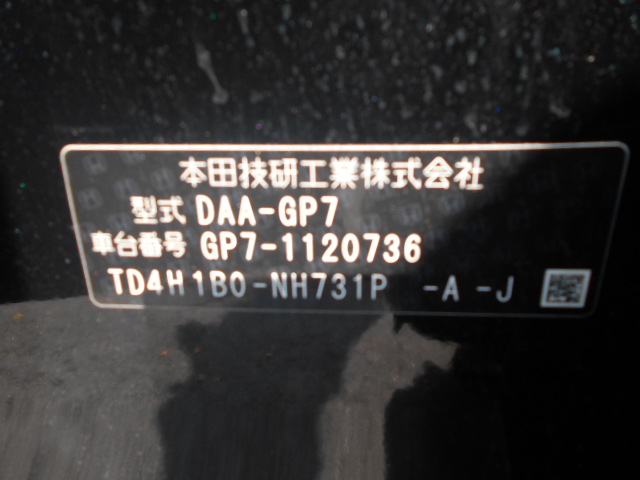 本田技研工業株式会社
型式 DAA-GP7
車台番号 GP7-1120736
TD4H1B0-NH731P -A -J